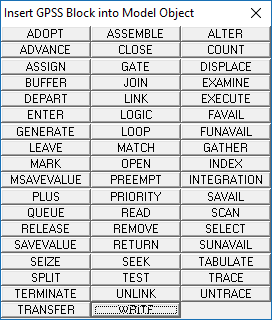 Insert GPSS Block into Model Object
ADOPT ASSEMBLE ALTER
ADVANCE CLOSE COUNT
ASSIGN GATE DISPLACE
BUFFER JOIN EXAMINE
DEPART LINK EXECUTE
ENTER LOGIC FAVAIL
GENERATE LOOP FUNAVAIL
LEAVE MATCH GATHER
MARK OPEN INDEX
MSAVEVALUE PREEMPT INTEGRATION
PLUS PRIORITY SAVAIL
QUEUE READ SCAN
RELEASE REMOVE SELECT
SAVEVALUE RETURN SUNAVAIL
SEIZE SEEK TABULATE
SPLIT TEST TRACE
TERMINATE UNLINK UNTRACE
TRANSFER WRITE